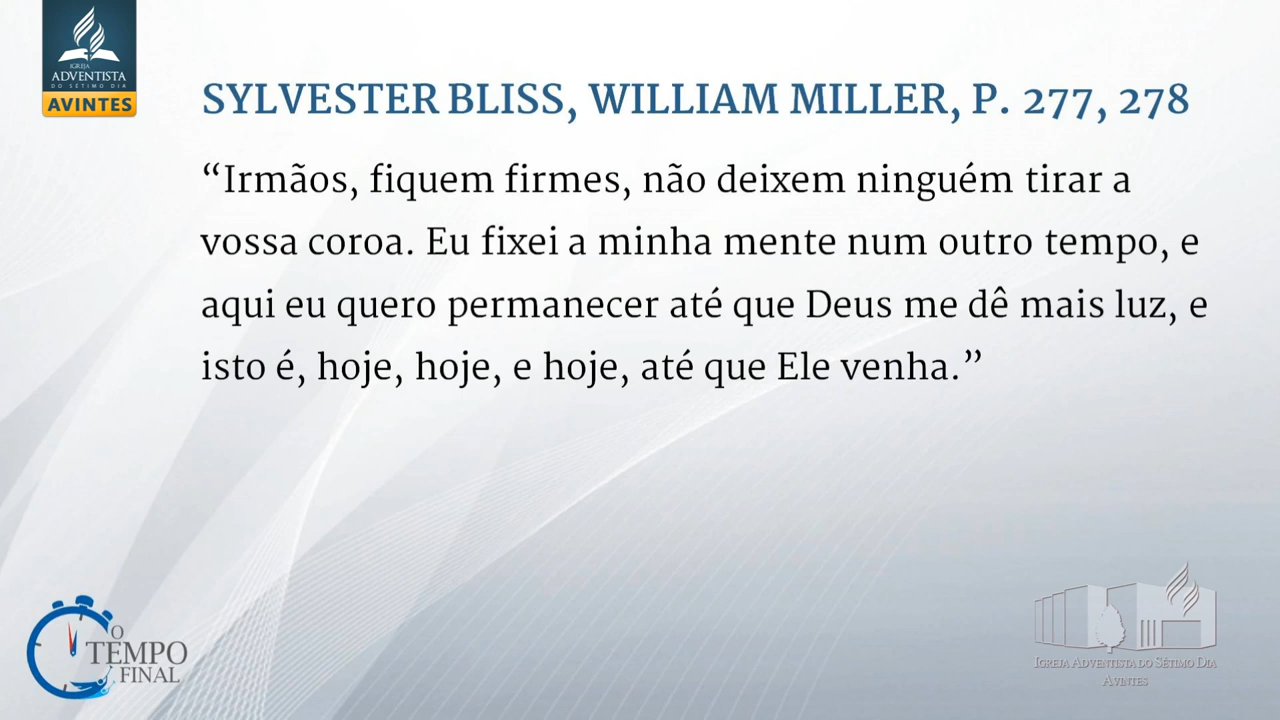 IGREJA
ADVENTISTA
DO SÉTIMO DIA
AVINTES
SYLVESTER BLISS, WILLIAM MILLER, P. 277, 278
“Irmãos, fiquem firmes, não deixem ninguém tirar a
vossa coroa. Eu fixei a minha mente num outro tempo, e
aqui eu quero permanecer até que Deus me dê mais luz, e
isto é, hoje, hoje, e hoje, até que Ele venha.”
O
TEMPO
FINAL
IGREJA ADVENTISTA DO SÉTIMO DIA
AVINTES